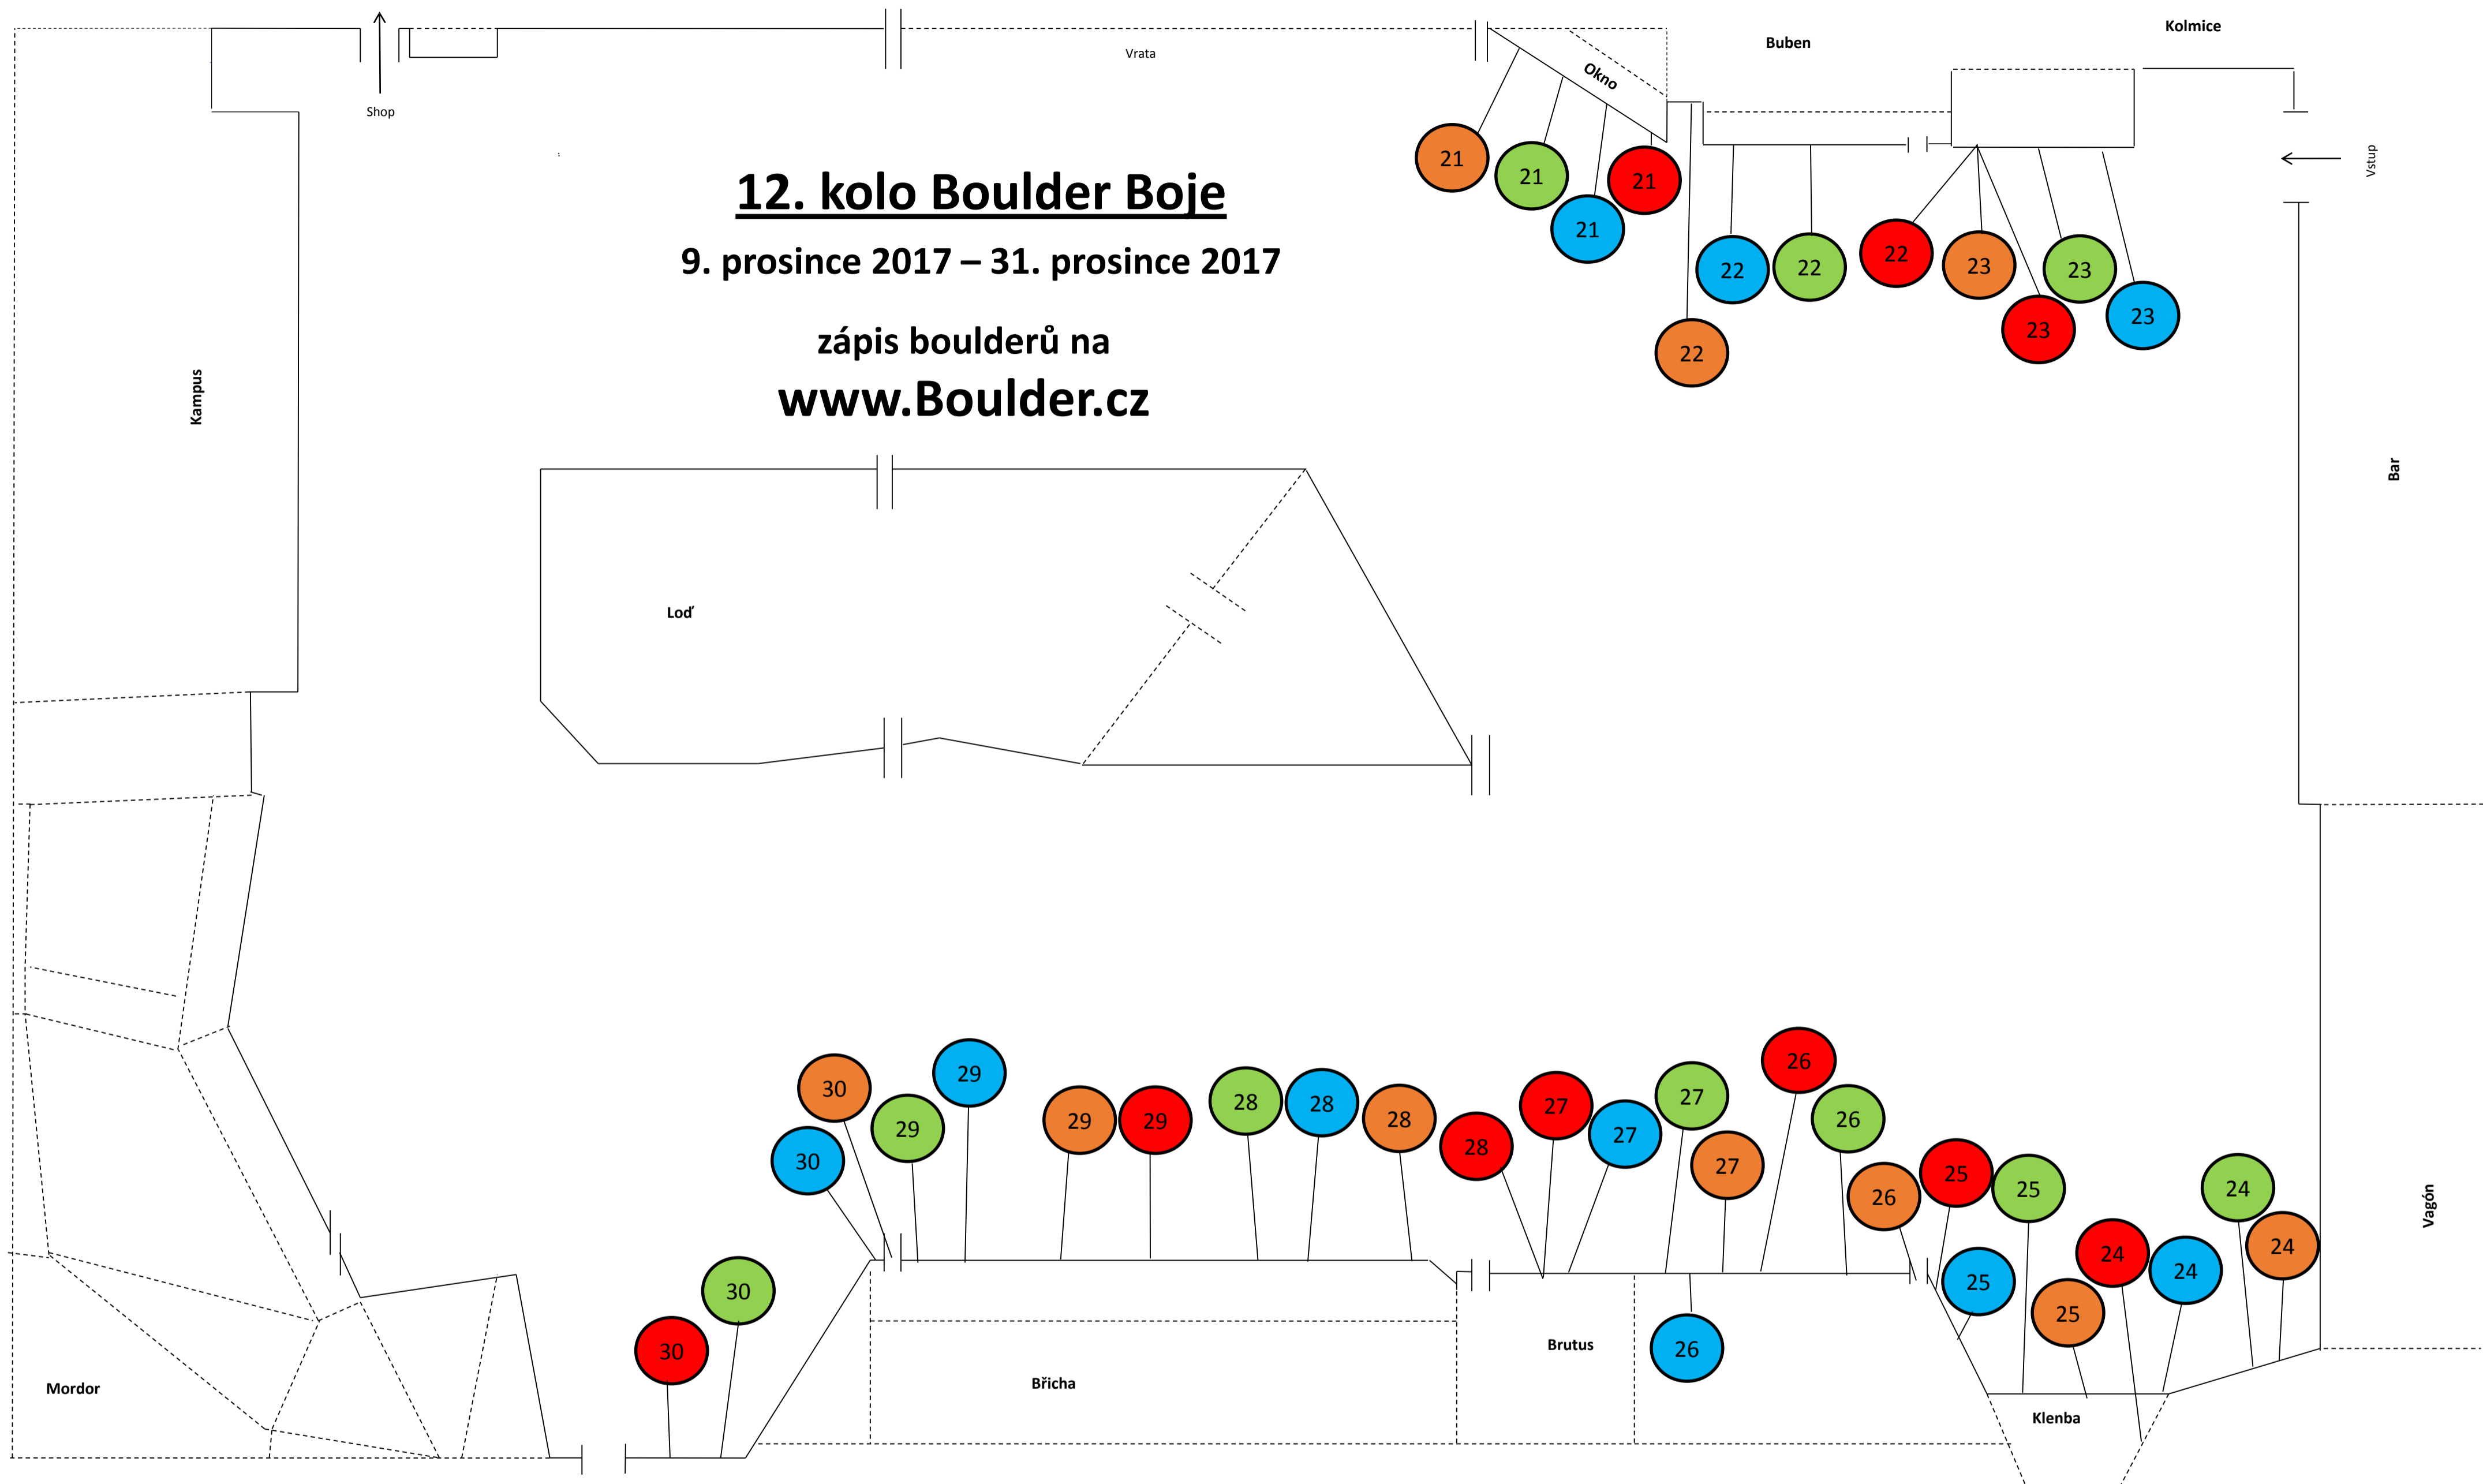 Kolmice
Buben
Vrata
Okno
Shop
Vstup
21
21
21
21
12. kolo Boulder Boje
9. prosince 2017 – 31. prosince 2017
zápis boulderů na
www.Boulder.cz
22
22
22
22
23
23
23
23
Kampus
Bar
Loď
30
30
29
29
29
29
28
28
28
28
27
27
27
27
26
26
26
26
25
25
25
25
24
24
24
24
30
30
Vagón
Mordor
Břicha
Brutus
Klenba